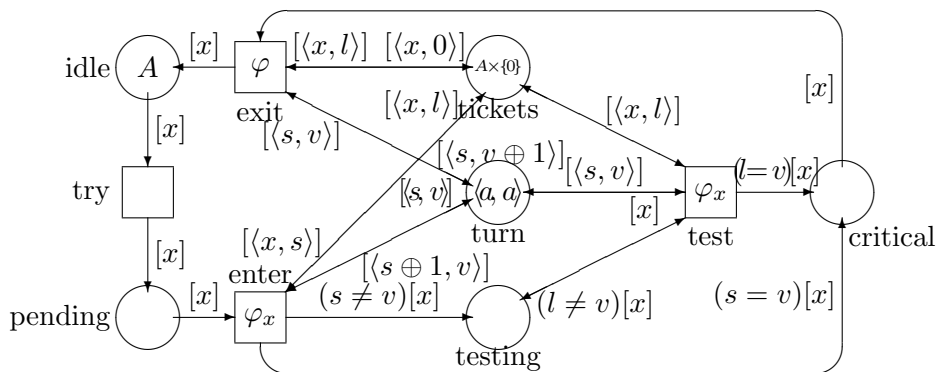 [x] [⟨x, l⟩] [⟨x, 0⟩]
idle A φ A×{0}
[⟨x, l⟩] tickets [x]
exit [⟨x, l⟩]
[x] [⟨s, v⟩]
[⟨s, v ⊕ 1⟩] [⟨s, v⟩] (l=v)[x]
try [⟨s, v⟩] ⟨a, a⟩ φx
[x]
turn test critical
[x] [⟨x, s⟩]
enter [⟨s ⊕ 1, v⟩]
[x] (s ≠ v)[x] (l ≠ v)[x] (s = v)[x]
pending φx
testing